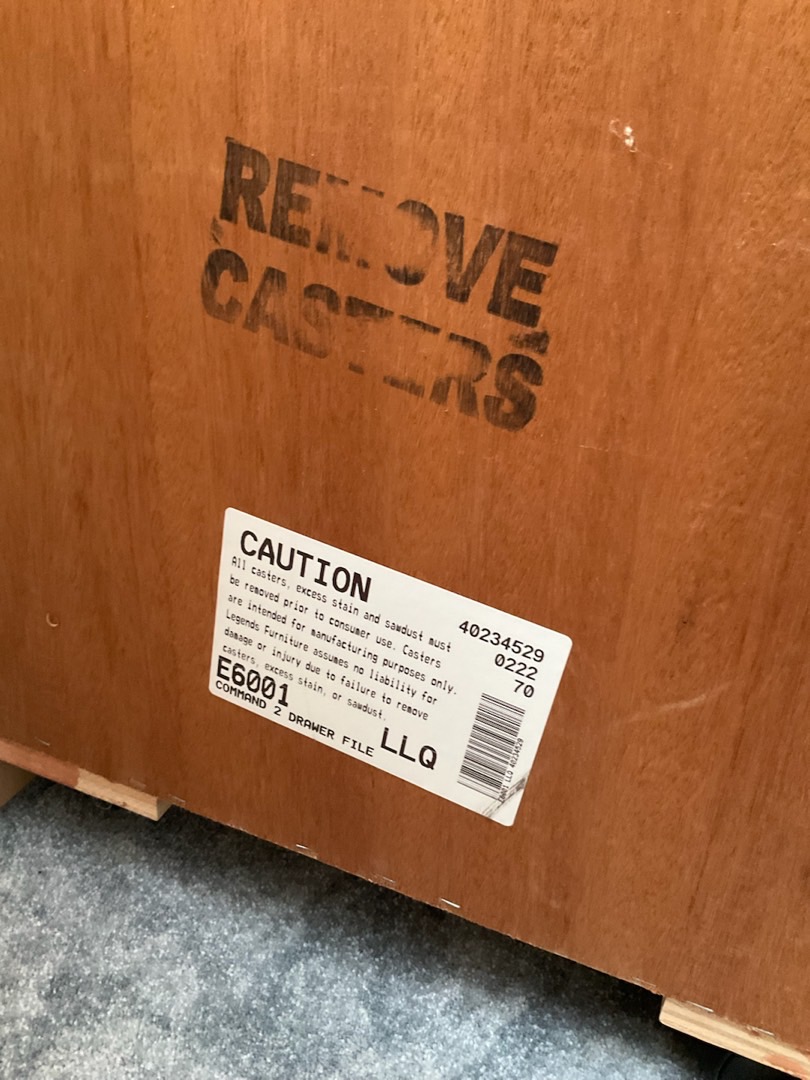 REMOVE
CASTERS
CAUTION
All casters, excess stain and sawdust must
be removed prior to consumer use. Casters
are intended for manufacturing purposes only.
Legends Furniture assumes no liability for
damage or injury due to failure to remove
casters, excess stain, or sawdust.
40234529
0222
70
E6001
COMMAND 2 DRAWER FILE
LLQ
LLQ 40234529